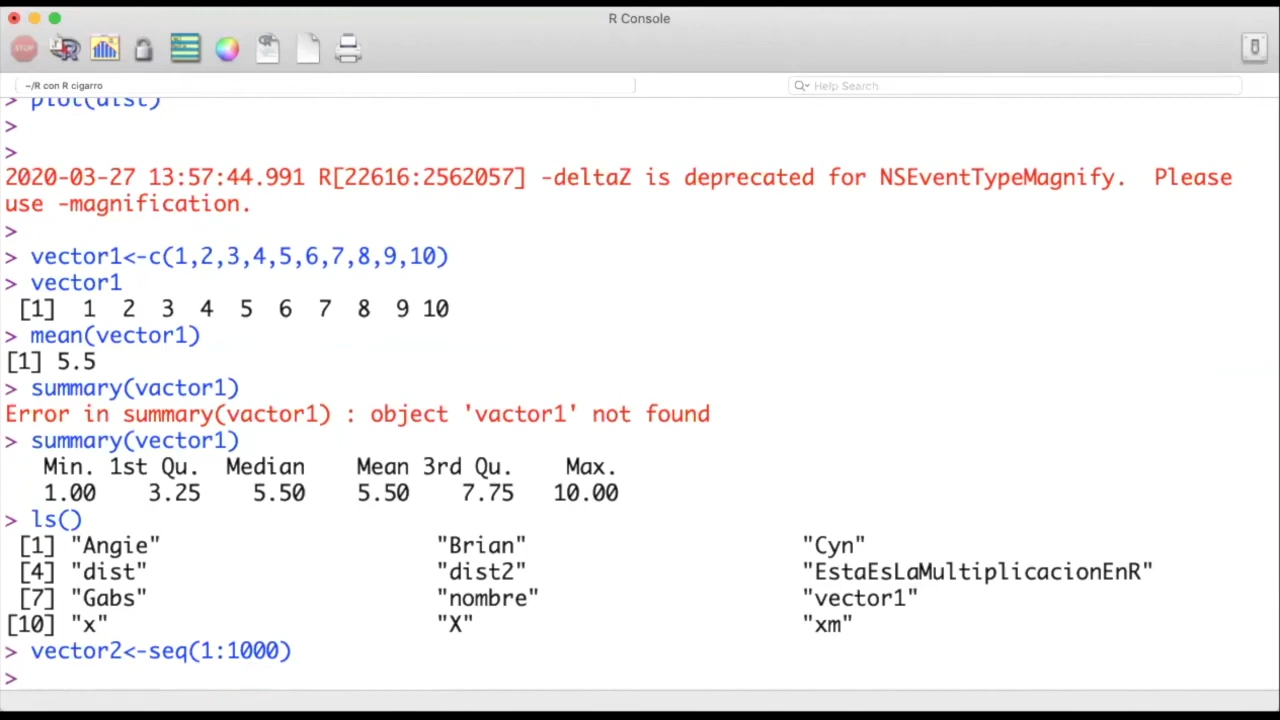 R Console
STOP
~/R con R cigarro
Help Search
> plot(dist)
>
>
2020-03-27 13:57:44.991 R[22616:2562057] -deltaZ is deprecated for NSEventTypeMagnify.  Please
use -magnification.
>
> vector1<-c(1,2,3,4,5,6,7,8,9,10)
> vector1
 [1]  1  2  3  4  5  6  7  8  9 10
> mean(vector1)
[1] 5.5
> summary(vactor1)
Error in summary(vactor1) : object 'vactor1' not found
> summary(vector1)
   Min. 1st Qu.  Median    Mean 3rd Qu.    Max.
   1.00    3.25    5.50    5.50    7.75   10.00
> ls()
 [1] "Angie"                     "Brian"                     "Cyn"
 [4] "dist"                      "dist2"                     "EstaEsLaMultiplicacionEnR"
 [7] "Gabs"                      "nombre"                    "vector1"
[10] "x"                         "X"                         "xm"
> vector2<-seq(1:1000)
>